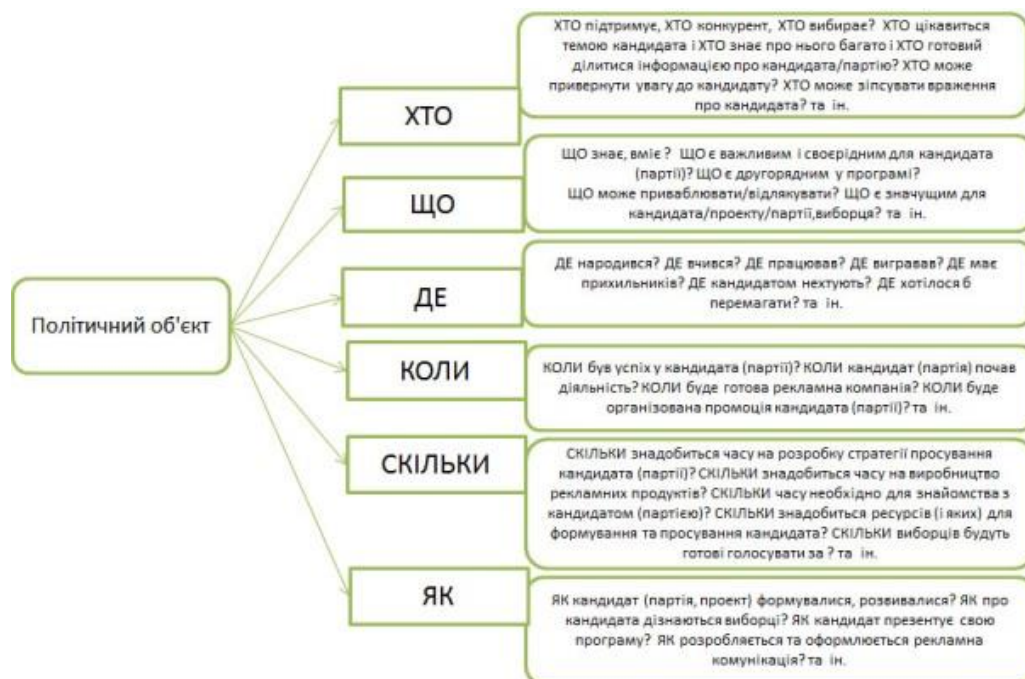 ХТО підтримує, ХТО конкурент, ХТО вибирає? ХТО цікавиться
темою кандидата і ХТО знає про нього багато і ХТО готовий
ділитися інформацією про кандидата/партію? ХТО може
привернути увагу до кандидату? ХТО може зіпсувати враження
про кандидата? та ін.
ХТО
ЩО знає, вміє? ЩО є важливим і своєрідним для кандидата
(партії)? ЩО є другорядним у програмі?
ЩО може приваблювати/відлякувати? ЩО є значущим для
кандидата/проекту/партії,виборця? та ін.
ЩО
ДЕ народився? ДЕ вчився? ДЕ працював? ДЕ вигравав? ДЕ має
прихильників? ДЕ кандидатом нехтують? ДЕ хотілося б
перемагати? та ін.
ДЕ
Політичний об'єкт
КОЛИ був успіх у кандидата (партії)? КОЛИ кандидат (партія) почав
діяльність? КОЛИ буде готова рекламна компанія? КОЛИ буде
організована промоція кандидата (партії)? та ін.
КОЛИ
СКІЛЬКИ знадобиться часу на розробку стратегії просування
кандидата (партії)? СКІЛЬКИ знадобиться часу на виробництво
рекламних продуктів? СКІЛЬКИ часу необхідно для знайомства з
кандидатом (партією)? СКІЛЬКИ знадобиться ресурсів (і яких) для
формування та просування кандидата? СКІЛЬКИ виборців будуть
готові голосувати за ? та ін.
СКІЛЬКИ
ЯК кандидат (партія, проект) формувалися, розвивалися? ЯК про
кандидата дізнаються виборці? ЯК кандидат презентує свою
програму? ЯК розробляється та оформлюється рекламна
комунікація? та ін.
ЯК